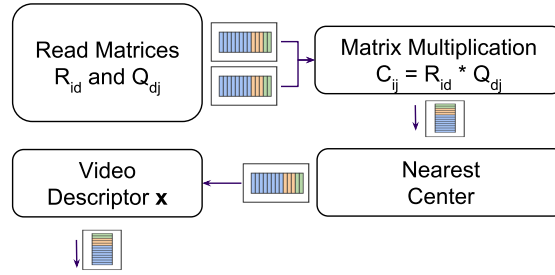 Read Matrices
R_id and Q_dj
Matrix Multiplication
C_ij = R_id * Q_dj
Video
Descriptor x
Nearest
Center